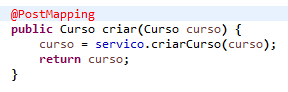 @PostMapping
public Curso criar(Curso curso) {
    curso = servico.criarCurso(curso);
    return curso;
}